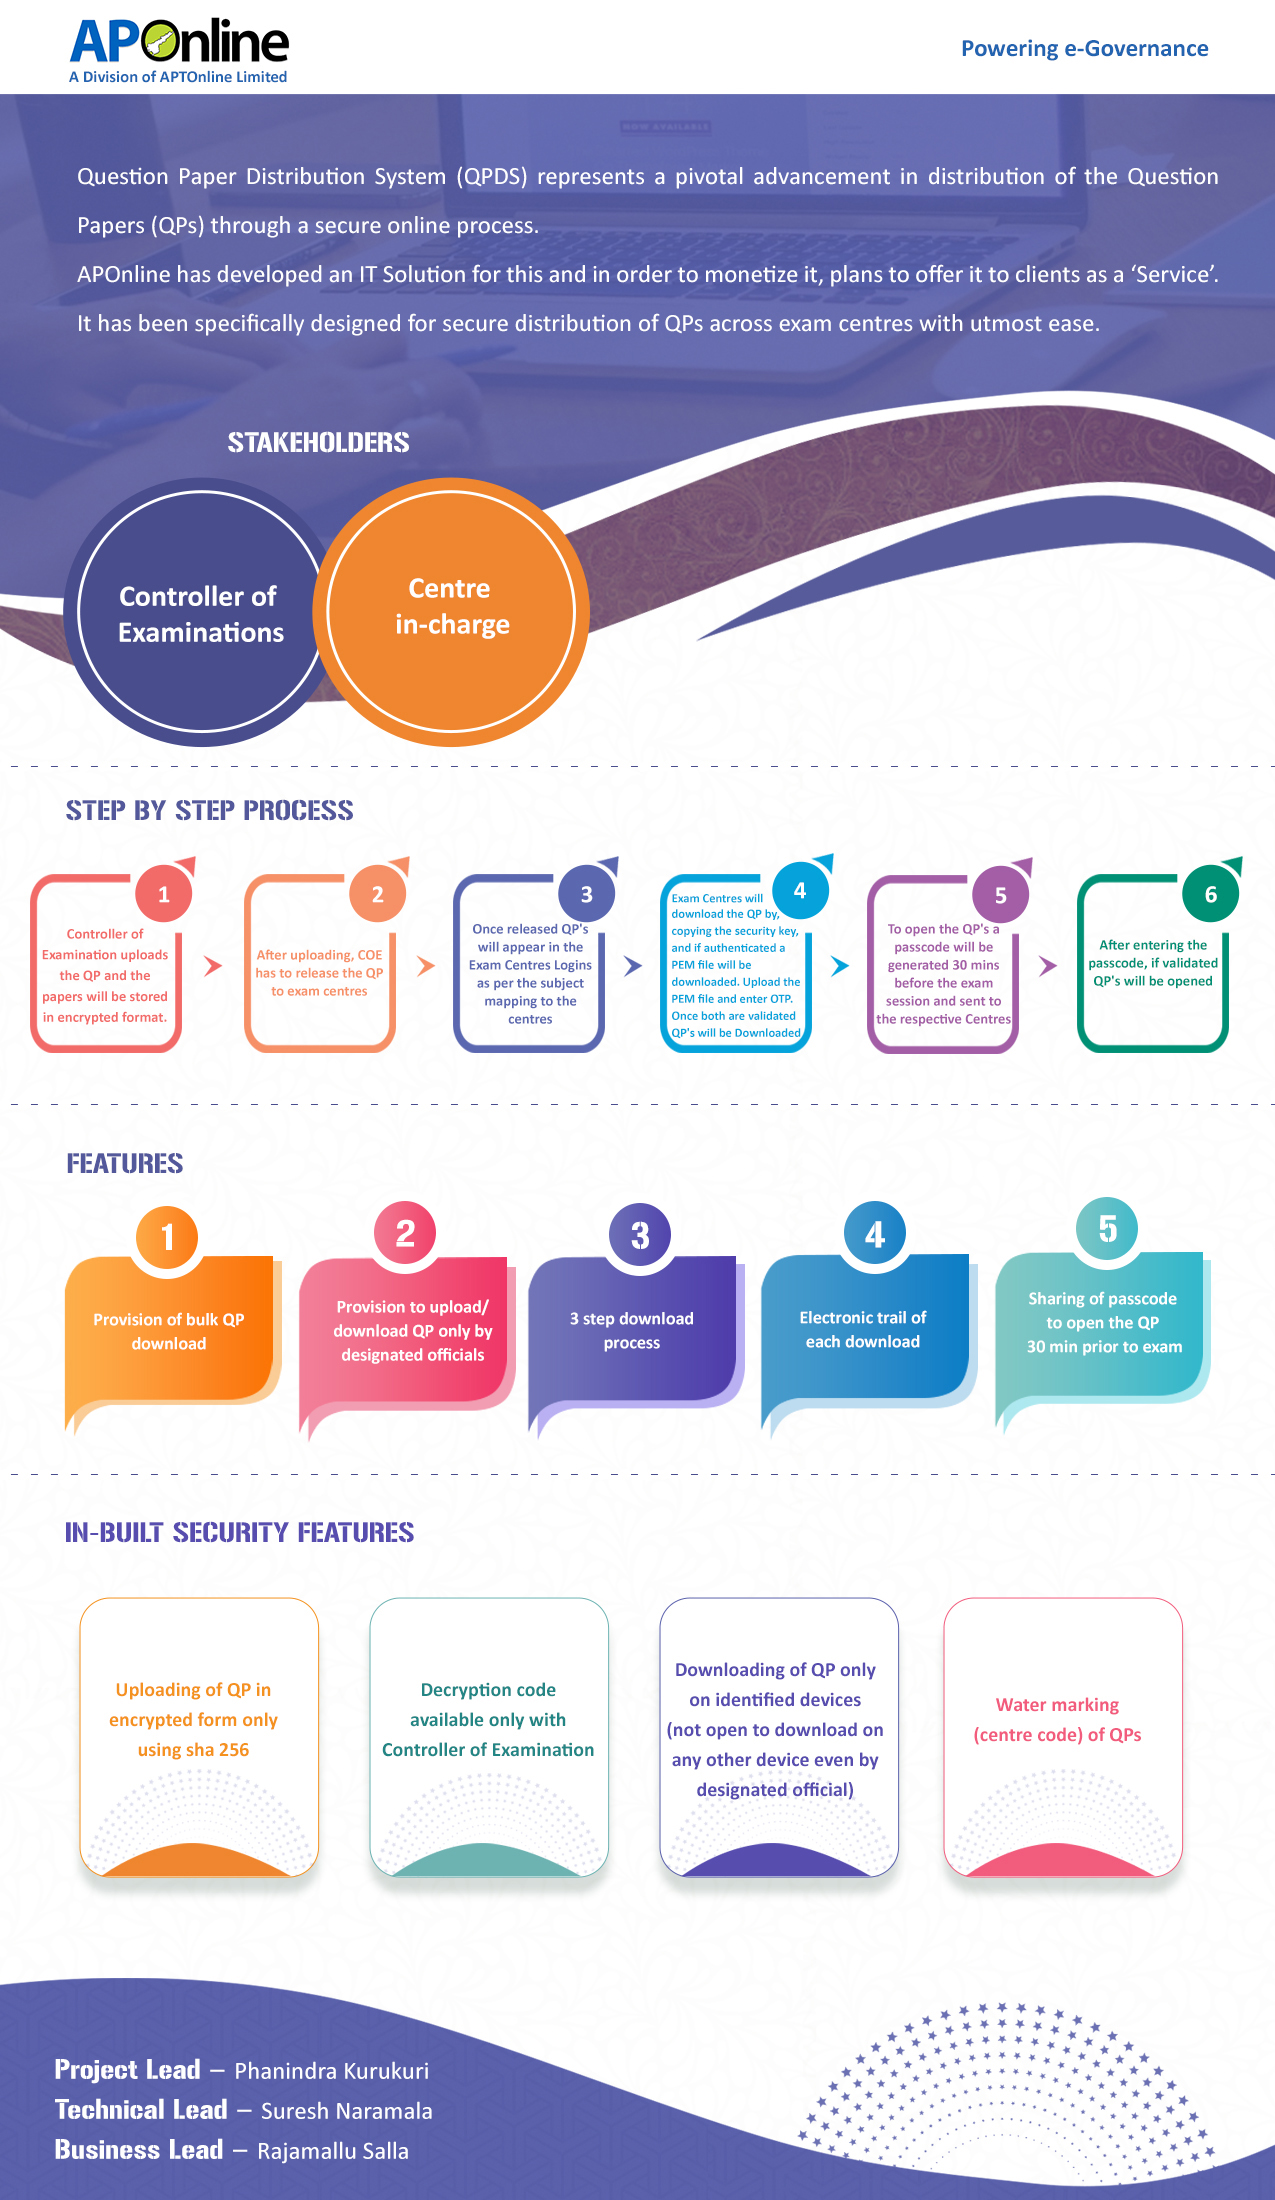 APOnline
A Division of APTOnline Limited
Powering e-Governance
NOW AVAILABLE
Question Paper Distribution System (QPDS) represents a pivotal advancement in distribution of the Question
Papers (QPs) through a secure online process.
APOnline has developed an IT Solution for this and in order to monetize it, plans to offer it to clients as a ‘Service’.
It has been specifically designed for secure distribution of QPs across exam centres with utmost ease.
STAKEHOLDERS
Controller of
Examinations
Centre
in-charge
STEP BY STEP PROCESS
1
Controller of
Examination uploads
the QP and the
papers will be stored
in encrypted format.
2
After uploading, COE
has to release the QP
to exam centres
3
Once released QP's
will appear in the
Exam Centres Logins
as per the subject
mapping to the
centres
4
Exam Centres will
download the QP by,
copying the security key,
and if authenticated a
PEM file will be
downloaded. Upload the
PEM file and enter OTP.
Once both are validated
QP's will be Downloaded
5
To open the QP's a
passcode will be
generated 30 mins
before the exam
session and sent to
the respective Centres
6
After entering the
passcode, if validated
QP's will be opened
FEATURES
1
Provision of bulk QP
download
2
Provision to upload/
download QP only by
designated officials
3
3 step download
process
4
Electronic trail of
each download
5
Sharing of passcode
to open the QP
30 min prior to exam
IN-BUILT SECURITY FEATURES
Uploading of QP in
encrypted form only
using sha 256
Decryption code
available only with
Controller of Examination
Downloading of QP only
on identified devices
(not open to download on
any other device even by
designated official)
Water marking
(centre code) of QPs
Project Lead – Phanindra Kurukuri
Technical Lead – Suresh Naramala
Business Lead – Rajamallu Salla